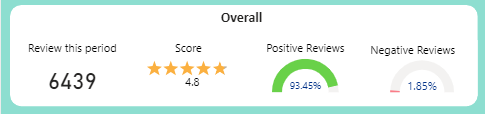 Overall
Review this period
Score
Positive Reviews
Negative Reviews
6439
4.8
93.45%
1.85%